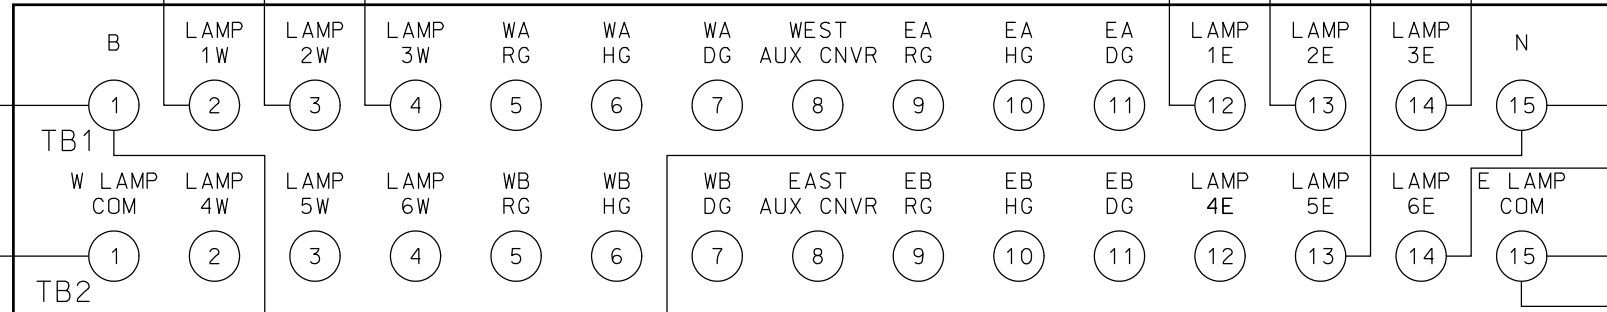 B LAMP LAMP LAMP WA WA WA WEST EA EA EA LAMP LAMP LAMP N
1W 2W 3W RG HG DG AUX CNVR RG HG DG 1E 2E 3E
1 2 3 4 5 6 7 8 9 10 11 12 13 14 15
TB1
W LAMP LAMP LAMP LAMP WB WB WB EAST EB EB EB LAMP LAMP LAMP E LAMP
COM 4W 5W 6W RG HG DG AUX CNVR RG HG DG 4E 5E 6E COM
1 2 3 4 5 6 7 8 9 10 11 12 13 14 15
TB2